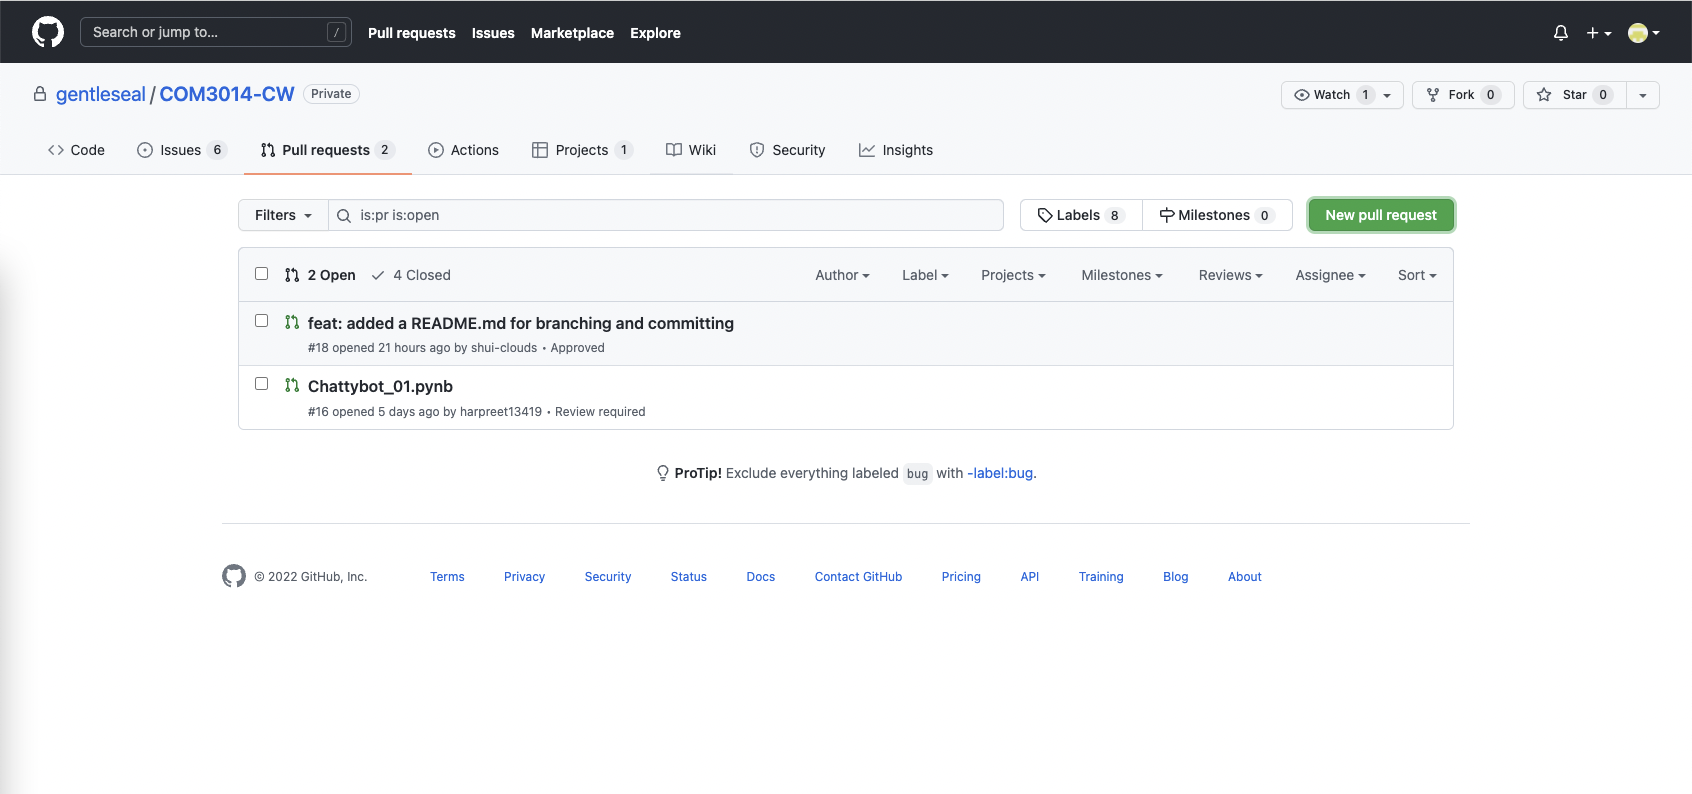 Search or jump to... / Pull requests Issues Marketplace Explore
gentleseal / COM3014-CW Private Watch 1 Fork 0 Star 0
Code Issues 6 Pull requests 2 Actions Projects 1 Wiki Security Insights
Filters is:pr is:open Labels 8 Milestones 0 New pull request
2 Open 4 Closed Author Label Projects Milestones Reviews Assignee Sort
feat: added a README.md for branching and committing
#18 opened 21 hours ago by shui-clouds • Approved
Chattybot_01.pynb
#16 opened 5 days ago by harpreet13419 • Review required
ProTip! Exclude everything labeled bug with -label:bug.
© 2022 GitHub, Inc. Terms Privacy Security Status Docs Contact GitHub Pricing API Training Blog About